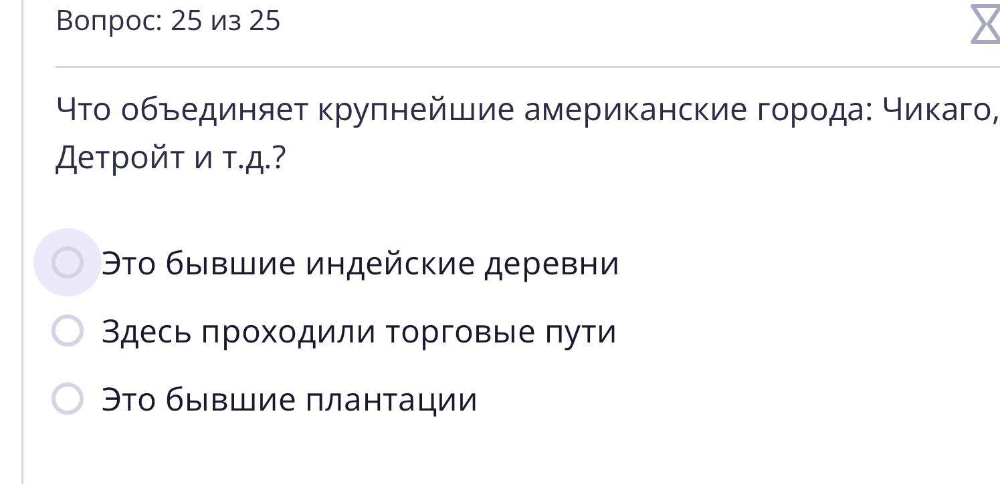 Вопрос: 25 из 25
Что объединяет крупнейшие американские города: Чикаго,
Детройт и т.д.?
Это бывшие индейские деревни
Здесь проходили торговые пути
Это бывшие плантации